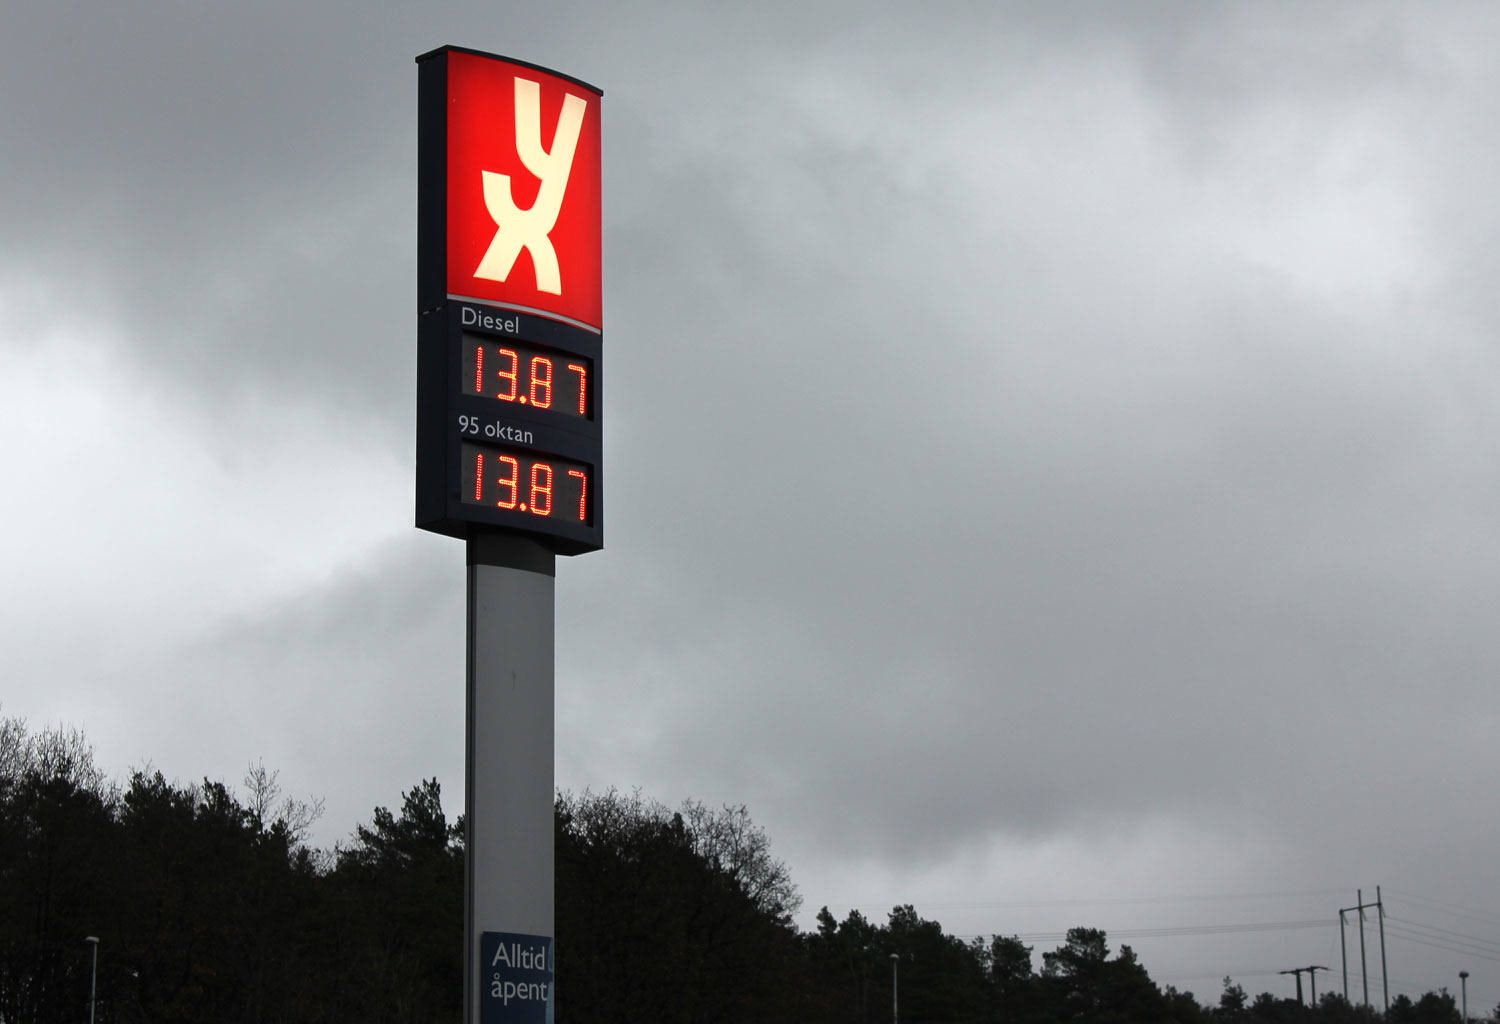 YX
Diesel
13.87
95 oktan
13.87
Alltid
åpent